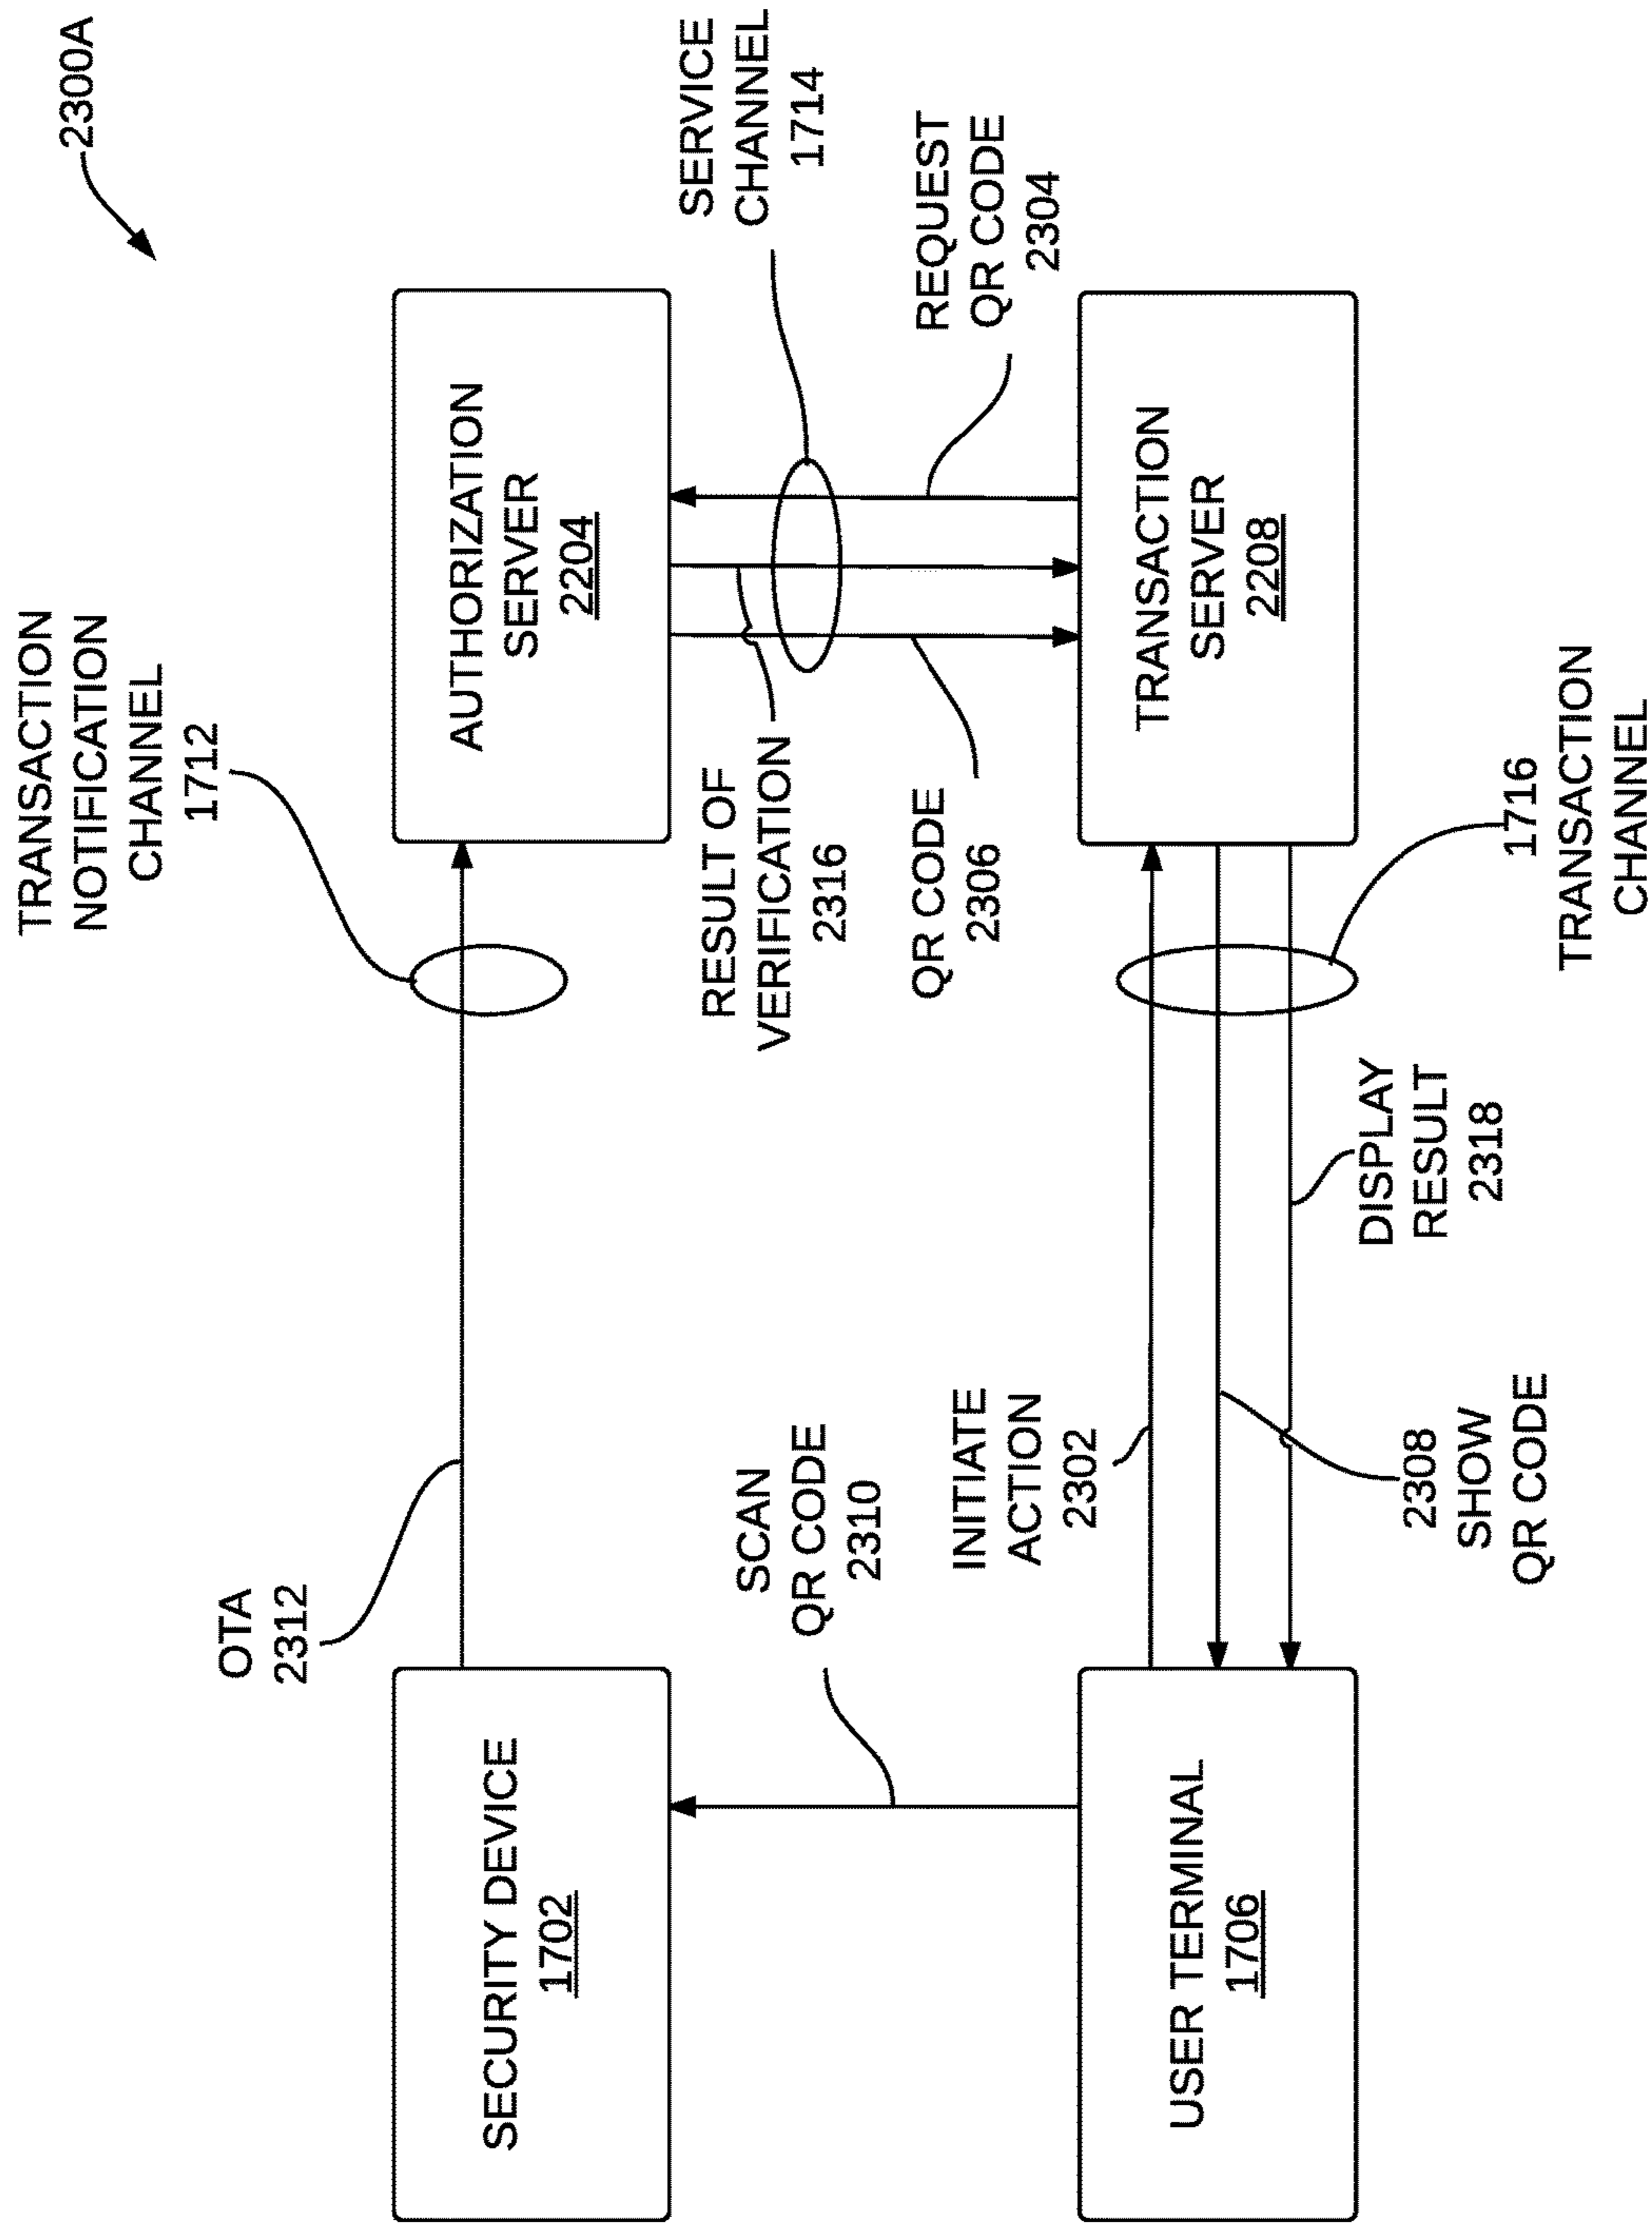 2300A
TRANSACTION
NOTIFICATION
CHANNEL
1712
OTA
2312
SECURITY DEVICE
1702
AUTHORIZATION
SERVER
2204
SERVICE
CHANNEL
1714
SCAN
QR CODE
2310
RESULT OF
VERIFICATION
2316
REQUEST
QR CODE
2304
QR CODE
2306
INITIATE
ACTION
2302
USER TERMINAL
1706
TRANSACTION
SERVER
2208
DISPLAY
RESULT
2318
2308
SHOW
QR CODE
1716
TRANSACTION
CHANNEL